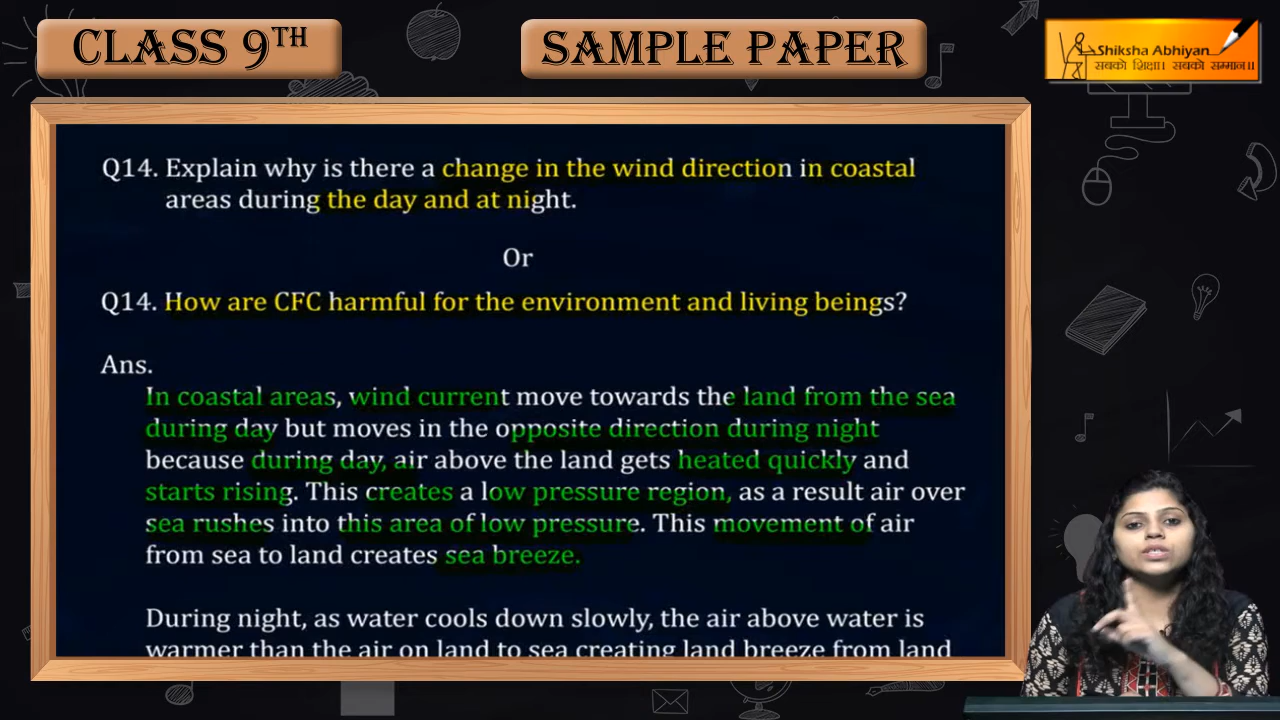 CLASS 9TH
SAMPLE PAPER
Shiksha Abhiyan
सबको शिक्षा। सबको सम्मान।।
Q14. Explain why is there a change in the wind direction in coastal
areas during the day and at night.
Or
Q14. How are CFC harmful for the environment and living beings?
Ans.
In coastal areas, wind current move towards the land from the sea
during day but moves in the opposite direction during night
because during day, air above the land gets heated quickly and
starts rising. This creates a low pressure region, as a result air over
sea rushes into this area of low pressure. This movement of air
from sea to land creates sea breeze.
During night, as water cools down slowly, the air above water is
warmer than the air on land to sea creating land breeze from land